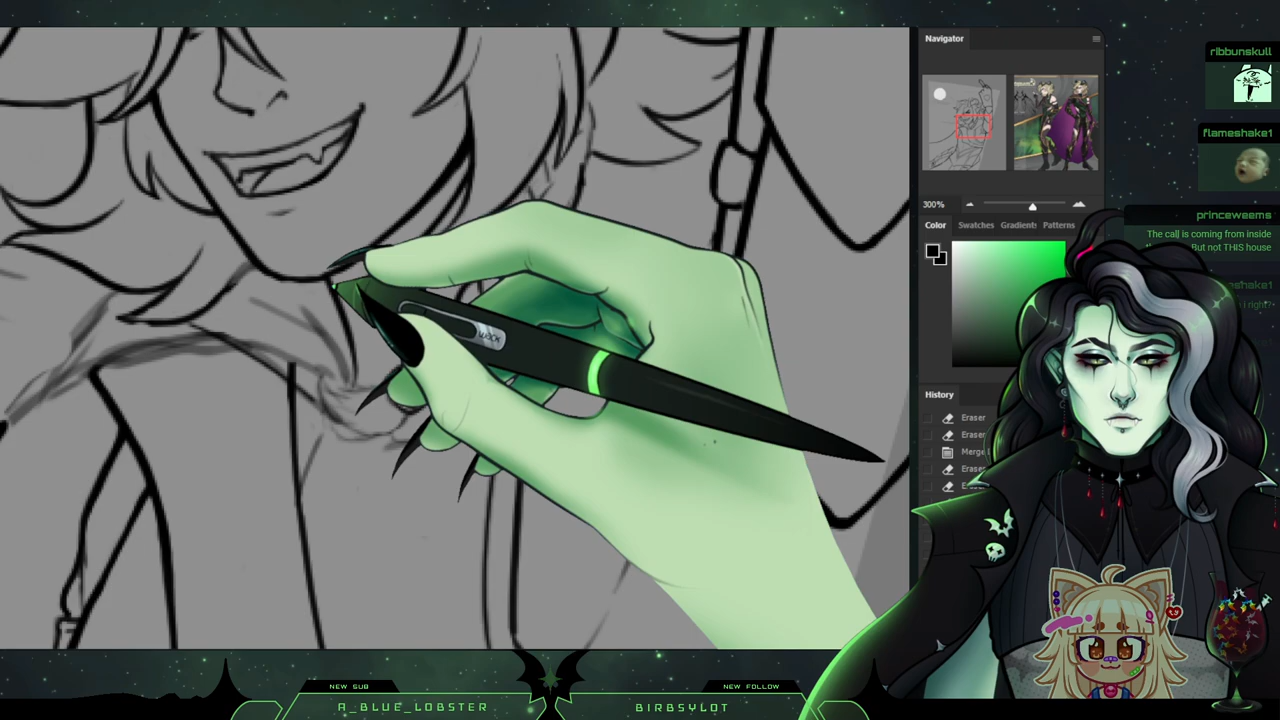 Navigator
300%
Color
Swatches
Gradients
Patterns
History
Eraser
Eraser
Eraser
ribbunskull
flameshake1
princeweems
The call is coming from inside
But not THIS house
i right?
NEW SUB
A_BLUE_LOBSTER
NEW FOLLOW
BIRBSYLOT